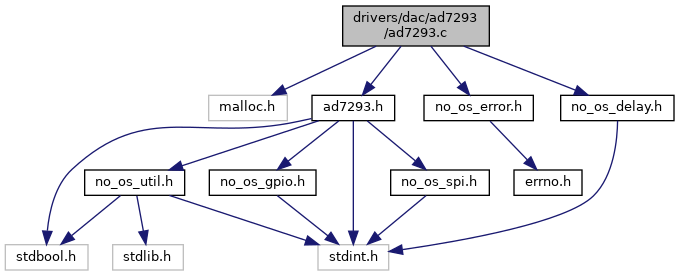 drivers/dac/ad7293
/ad7293.c
malloc.h
ad7293.h
no_os_error.h
no_os_delay.h
no_os_util.h
no_os_gpio.h
no_os_spi.h
errno.h
stdbool.h
stdlib.h
stdint.h